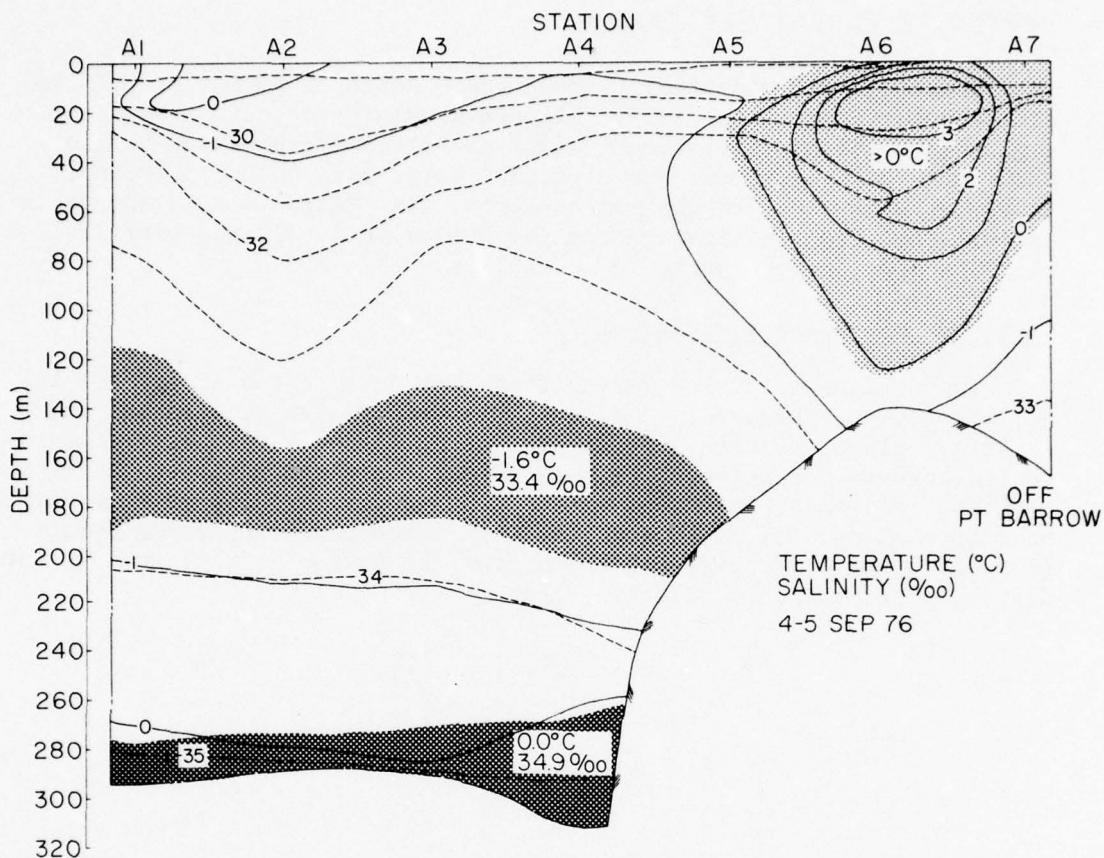 STATION
A1 A2 A3 A4 A5 A6 A7
DEPTH (m)
0
20
40
60
80
100
120
140
160
180
200
220
240
260
280
300
320
0
30
-1
32
3
>0°C
2
0
-1
33
-1.6°C
33.4 ‰
-1
34
0
35
0.0°C
34.9 ‰
OFF
PT BARROW
TEMPERATURE (°C)
SALINITY (‰)
4-5 SEP 76